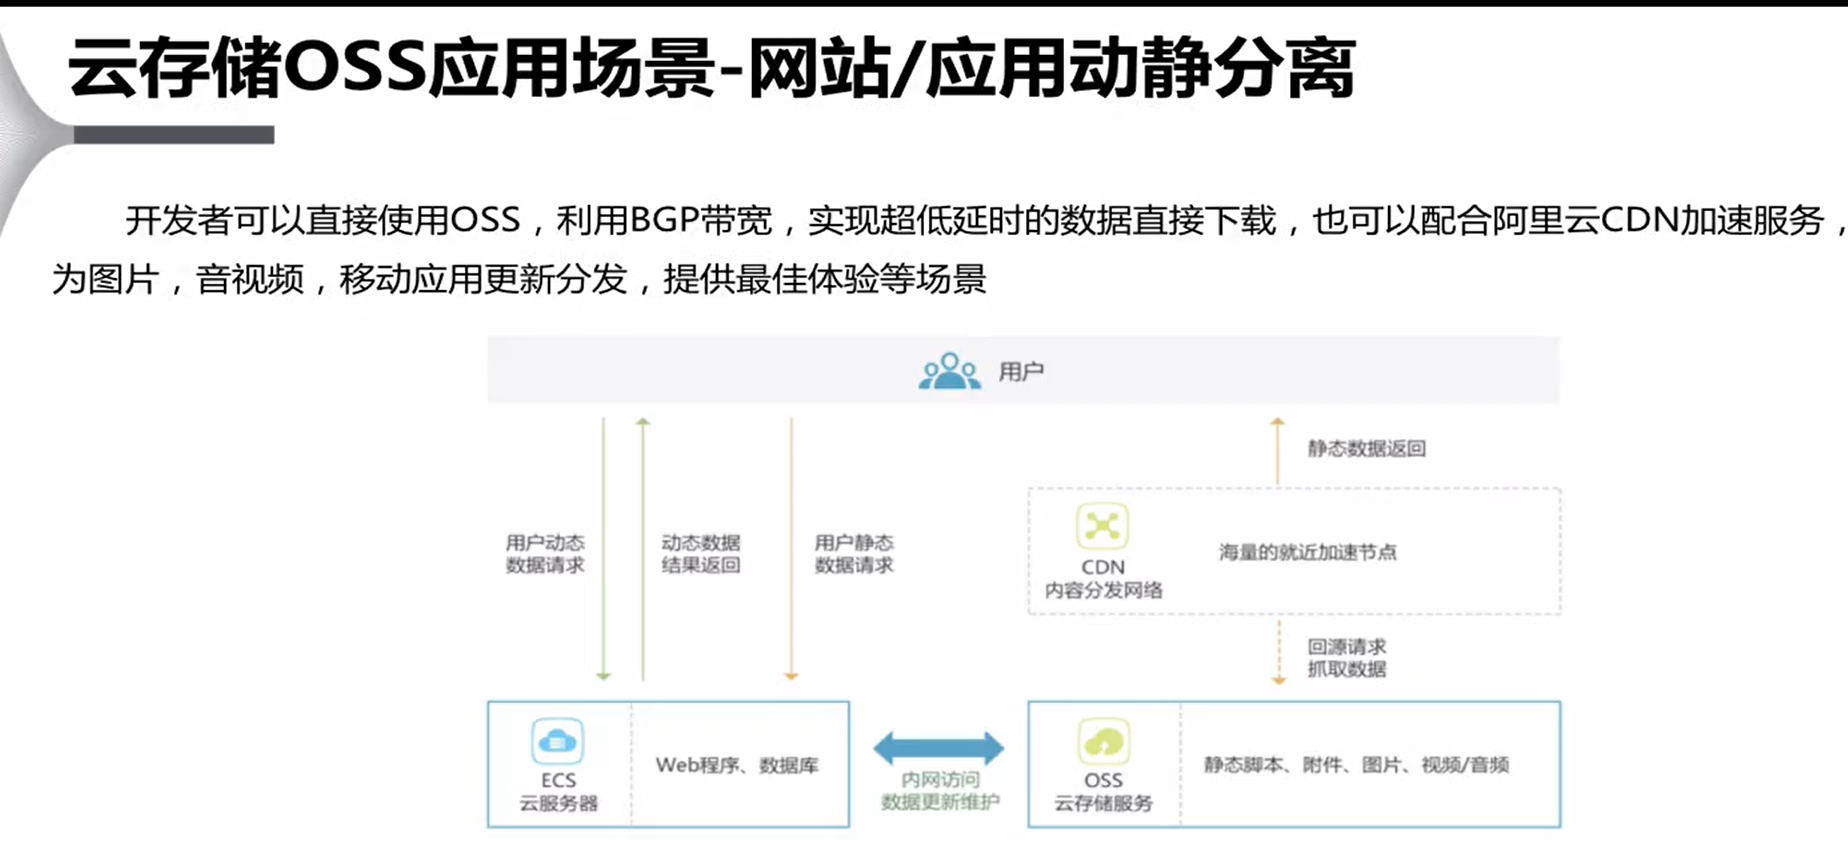 云存储OSS应用场景-网站/应用动静分离
开发者可以直接使用OSS，利用BGP带宽，实现超低延时的数据直接下载，也可以配合阿里云CDN加速服务，
为图片，音视频，移动应用更新分发，提供最佳体验等场景
用户
静态数据返回
用户动态
数据请求
动态数据
结果返回
用户静态
数据请求
CDN
内容分发网络
海量的就近加速节点
回源请求
抓取数据
ECS
云服务器
Web程序、数据库
内网访问
数据更新维护
OSS
云存储服务
静态脚本、附件、图片、视频/音频